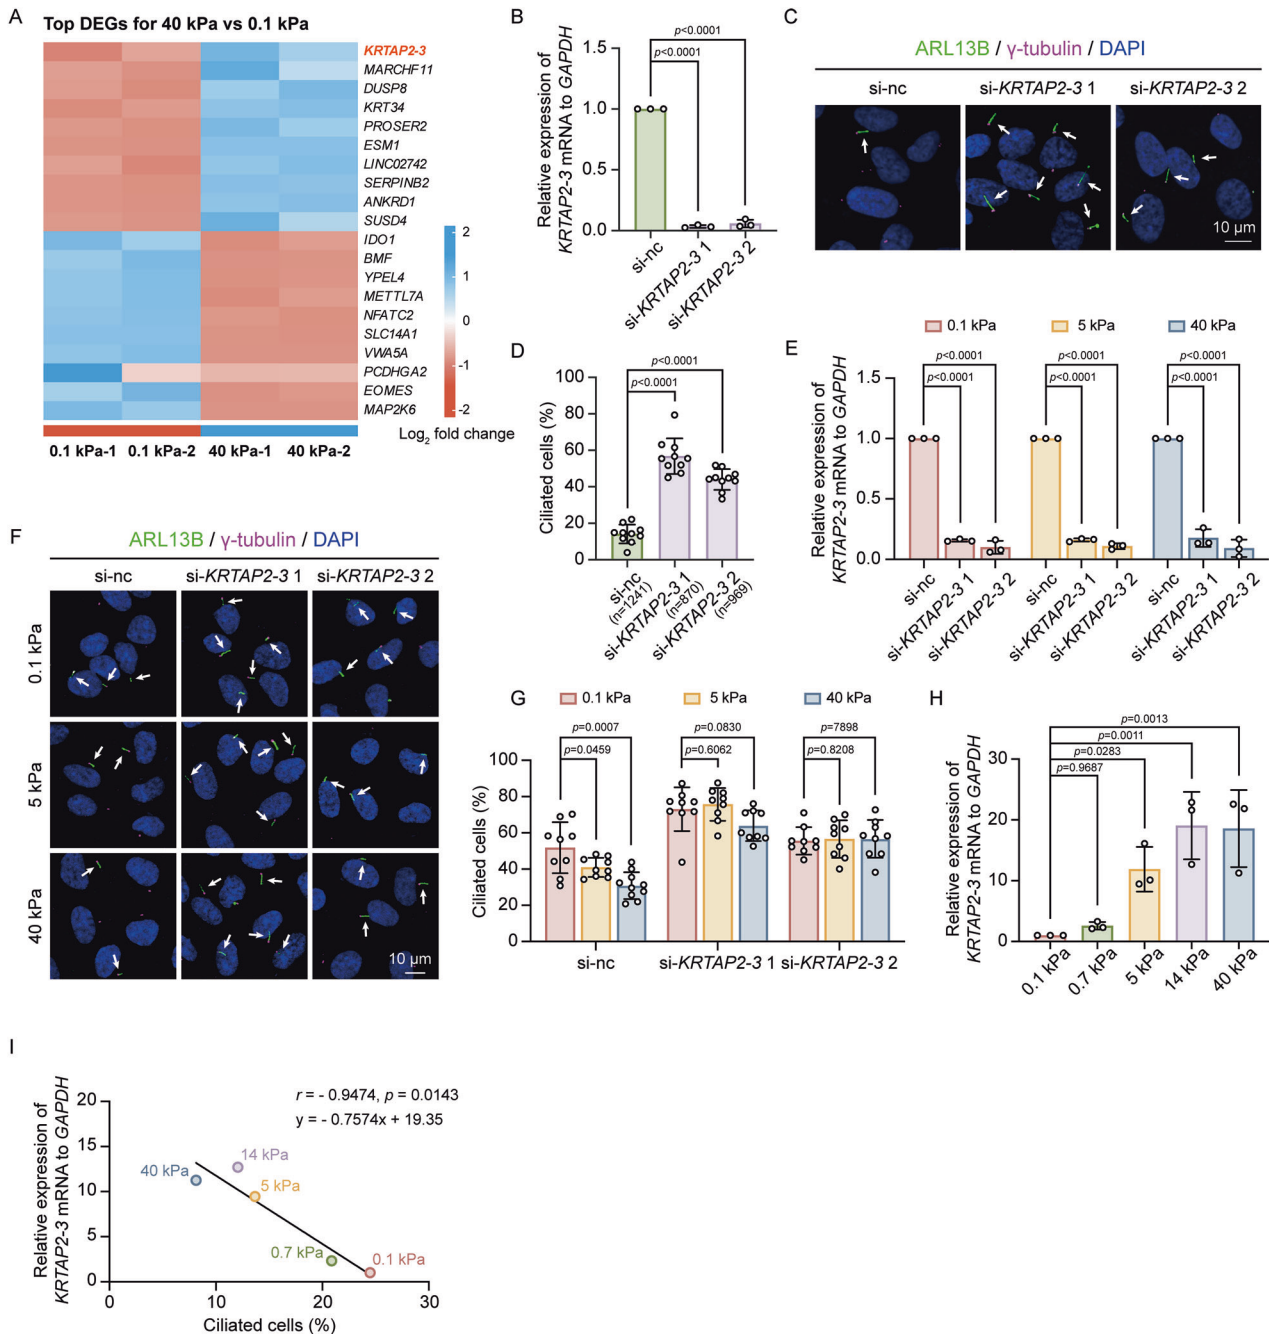 A
Top DEGs for 40 kPa vs 0.1 kPa
KRTAP2-3
MARCHF11
DUSP8
KRT34
PROSER2
ESM1
LINC02742
SERPINB2
ANKRD1
SUSD4
IDO1
BMF
YPEL4
METTL7A
NFATC2
SLC14A1
VWA5A
PCDHGA2
EOMES
MAP2K6
2
1
0
-1
-2
Log2 fold change
0.1 kPa-1 0.1 kPa-2 40 kPa-1 40 kPa-2
B
Relative expression of
KRTAP2-3 mRNA to GAPDH
p<0.0001
p<0.0001
1.5
1.0
0.5
0.0
si-nc
si-KRTAP2-3 1
si-KRTAP2-3 2
C
ARL13B / γ-tubulin / DAPI
si-nc si-KRTAP2-3 1 si-KRTAP2-3 2
10 μm
D
Ciliated cells (%)
p<0.0001
p<0.0001
100
80
60
40
20
0
si-nc
(n=1241)
si-KRTAP2-3 1
(n=870)
si-KRTAP2-3 2
(n=969)
E
0.1 kPa 5 kPa 40 kPa
Relative expression of
KRTAP2-3 mRNA to GAPDH
p<0.0001 p<0.0001 p<0.0001
p<0.0001 p<0.0001 p<0.0001
1.5
1.0
0.5
0.0
si-nc
si-KRTAP2-3 1
si-KRTAP2-3 2
si-nc
si-KRTAP2-3 1
si-KRTAP2-3 2
si-nc
si-KRTAP2-3 1
si-KRTAP2-3 2
F
ARL13B / γ-tubulin / DAPI
si-nc si-KRTAP2-3 1 si-KRTAP2-3 2
0.1 kPa
5 kPa
40 kPa
10 μm
G
0.1 kPa 5 kPa 40 kPa
Ciliated cells (%)
p=0.0007 p=0.0830 p=7898
p=0.0459 p=0.6062 p=0.8208
100
80
60
40
20
0
si-nc si-KRTAP2-3 1 si-KRTAP2-3 2
H
Relative expression of
KRTAP2-3 mRNA to GAPDH
p=0.0013
p=0.0011
p=0.0283
p=0.9687
30
20
10
0
0.1 kPa
0.7 kPa
5 kPa
14 kPa
40 kPa
I
Relative expression of
KRTAP2-3 mRNA to GAPDH
r = - 0.9474, p = 0.0143
y = - 0.7574x + 19.35
20
15
10
5
0
14 kPa
40 kPa
5 kPa
0.7 kPa
0.1 kPa
0 10 20 30
Ciliated cells (%)